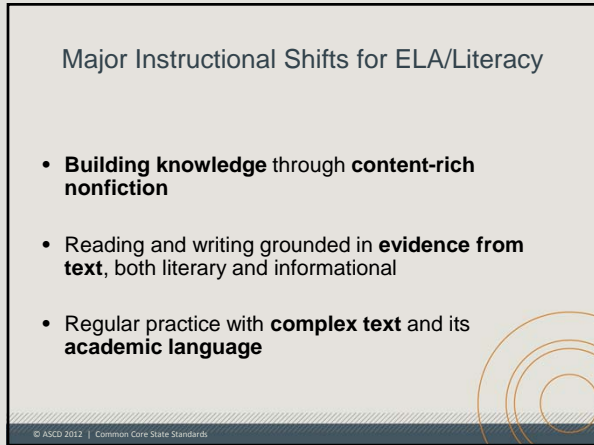 Major Instructional Shifts for ELA/Literacy
• Building knowledge through content-rich
nonfiction
• Reading and writing grounded in evidence from
text, both literary and informational
• Regular practice with complex text and its
academic language
© ASCD 2012 | Common Core State Standards